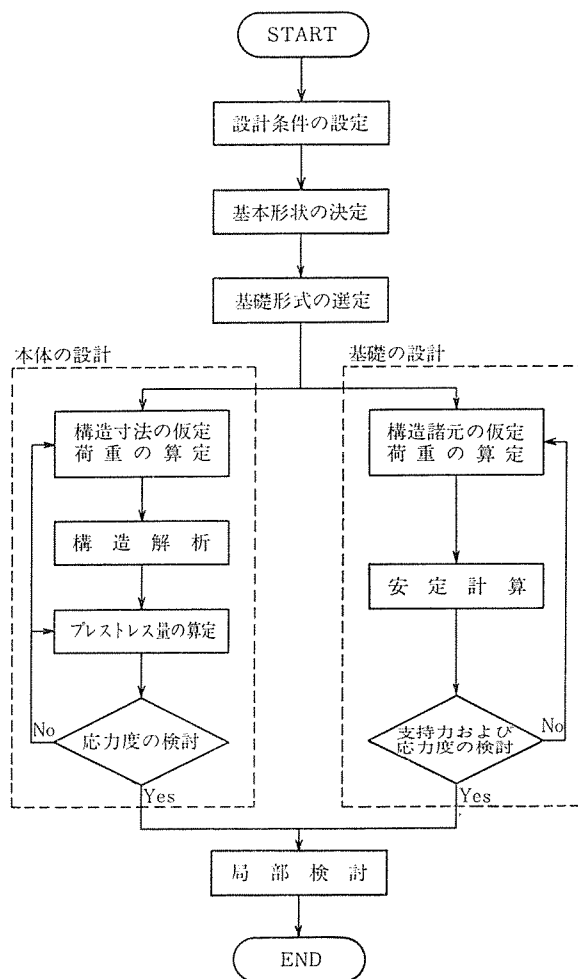 START
設計条件の設定
基本形状の決定
基礎形式の選定
本体の設計
構造寸法の仮定
荷重の算定
構造解析
プレストレス量の算定
応力度の検討
No
Yes
基礎の設計
構造諸元の仮定
荷重の算定
安定計算
支持力および
応力度の検討
No
Yes
局部検討
END